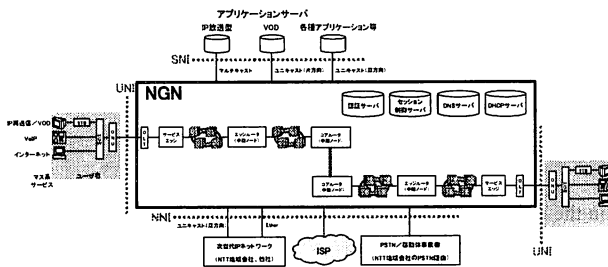 アプリケーションサーバ
IP放送型
VOD
各種アプリケーション等
SNI
マルチキャスト
ユニキャスト(片方向)
ユニキャスト(双方向)
UNI
NGN
認証サーバ
セッション
制御サーバ
DNSサーバ
DHCPサーバ
IP再送信/VOD
VoIP
インターネット
マス系
サービス
ユーザ宅
STB
ONU
OLT
サービス
エッジ
エッジルータ
(中継ノード)
コアルータ
(中継ノード)
コアルータ
(中継ノード)
エッジルータ
(中継ノード)
サービス
エッジ
OLT
ONU
UNI
NNI
ユニキャスト(双方向)
Ether
次世代IPネットワーク
(NTT地域会社、他社)
ISP
PSTN/移動体事業者
(NTT地域会社のPSTN経由)